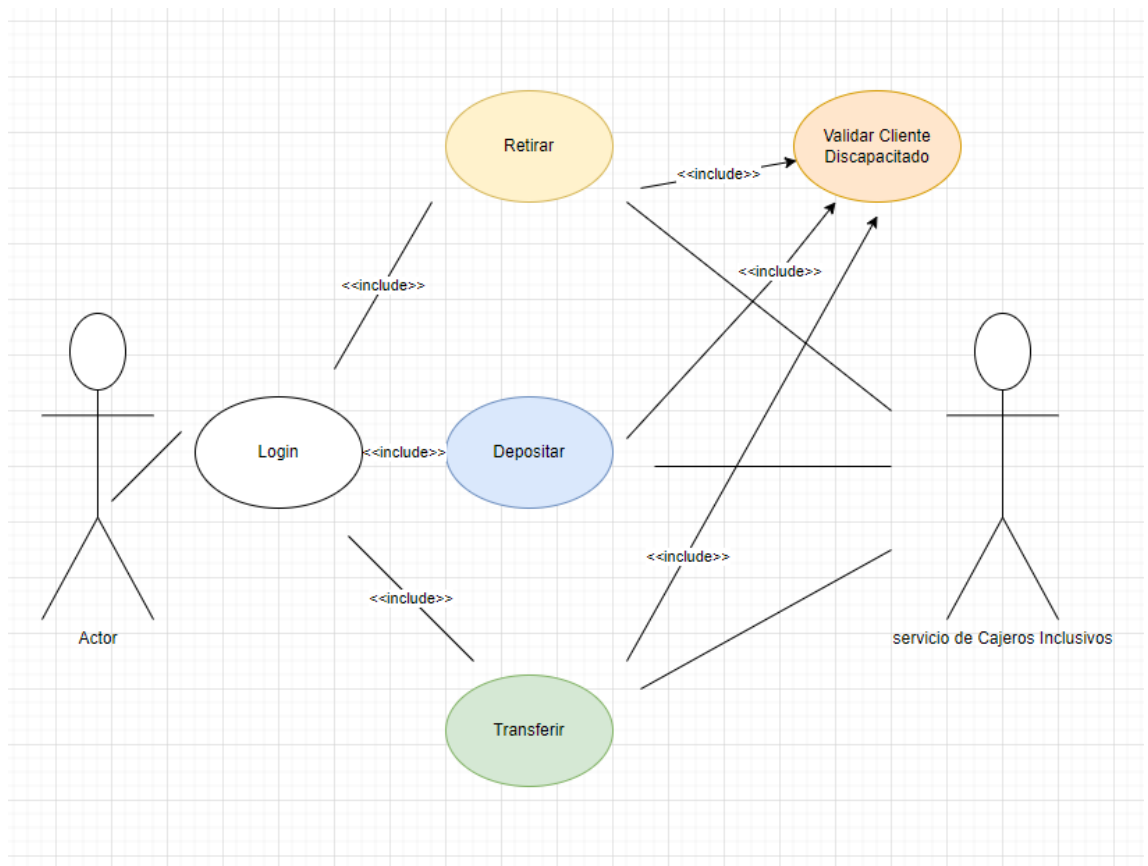 Retirar
Validar Cliente
Discapacitado
<<include>>
<<include>>
<<include>>
Login
<<include>>
Depositar
<<include>>
<<include>>
Actor
servicio de Cajeros Inclusivos
Transferir